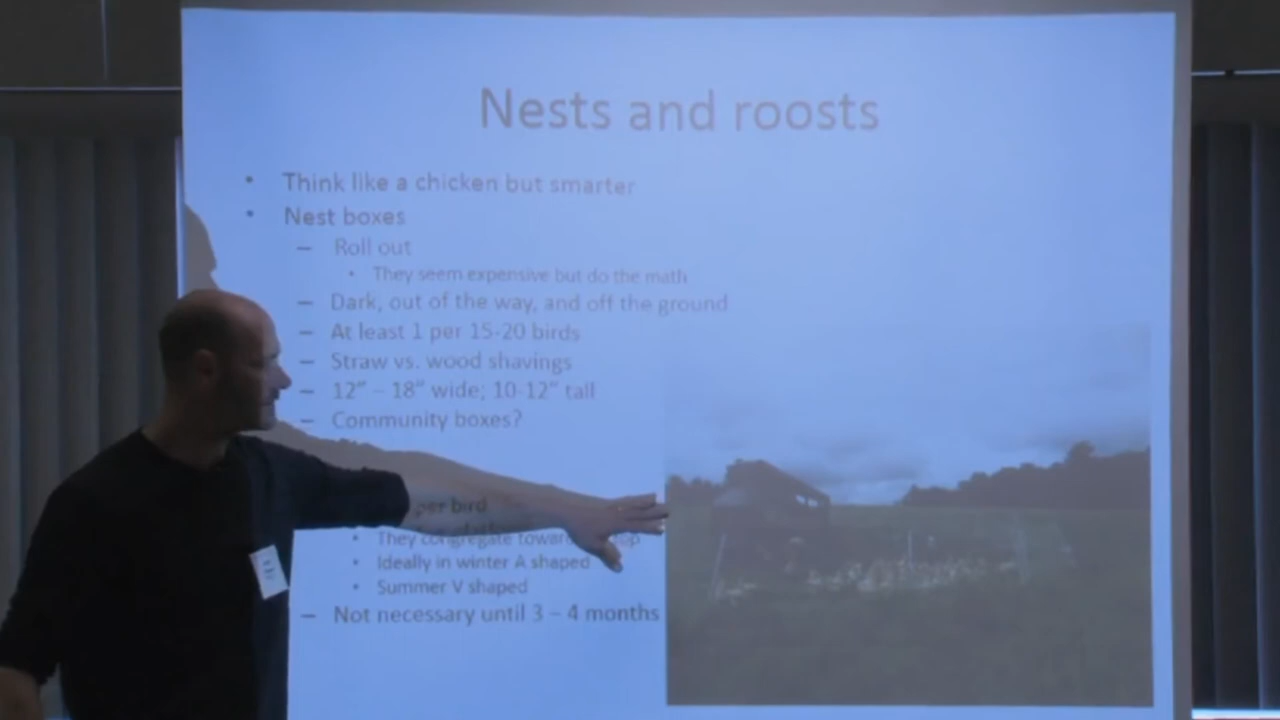 Nests and roosts
• Think like a chicken but smarter
• Nest boxes
– Roll out
• They seem expensive but do the math
– Dark, out of the way, and off the ground
– At least 1 per 15-20 birds
– Straw vs. wood shavings
– 12" – 18" wide; 10-12" tall
– Community boxes?
per bird
• They congregate toward top
• Ideally in winter A shaped
• Summer V shaped
– Not necessary until 3 – 4 months